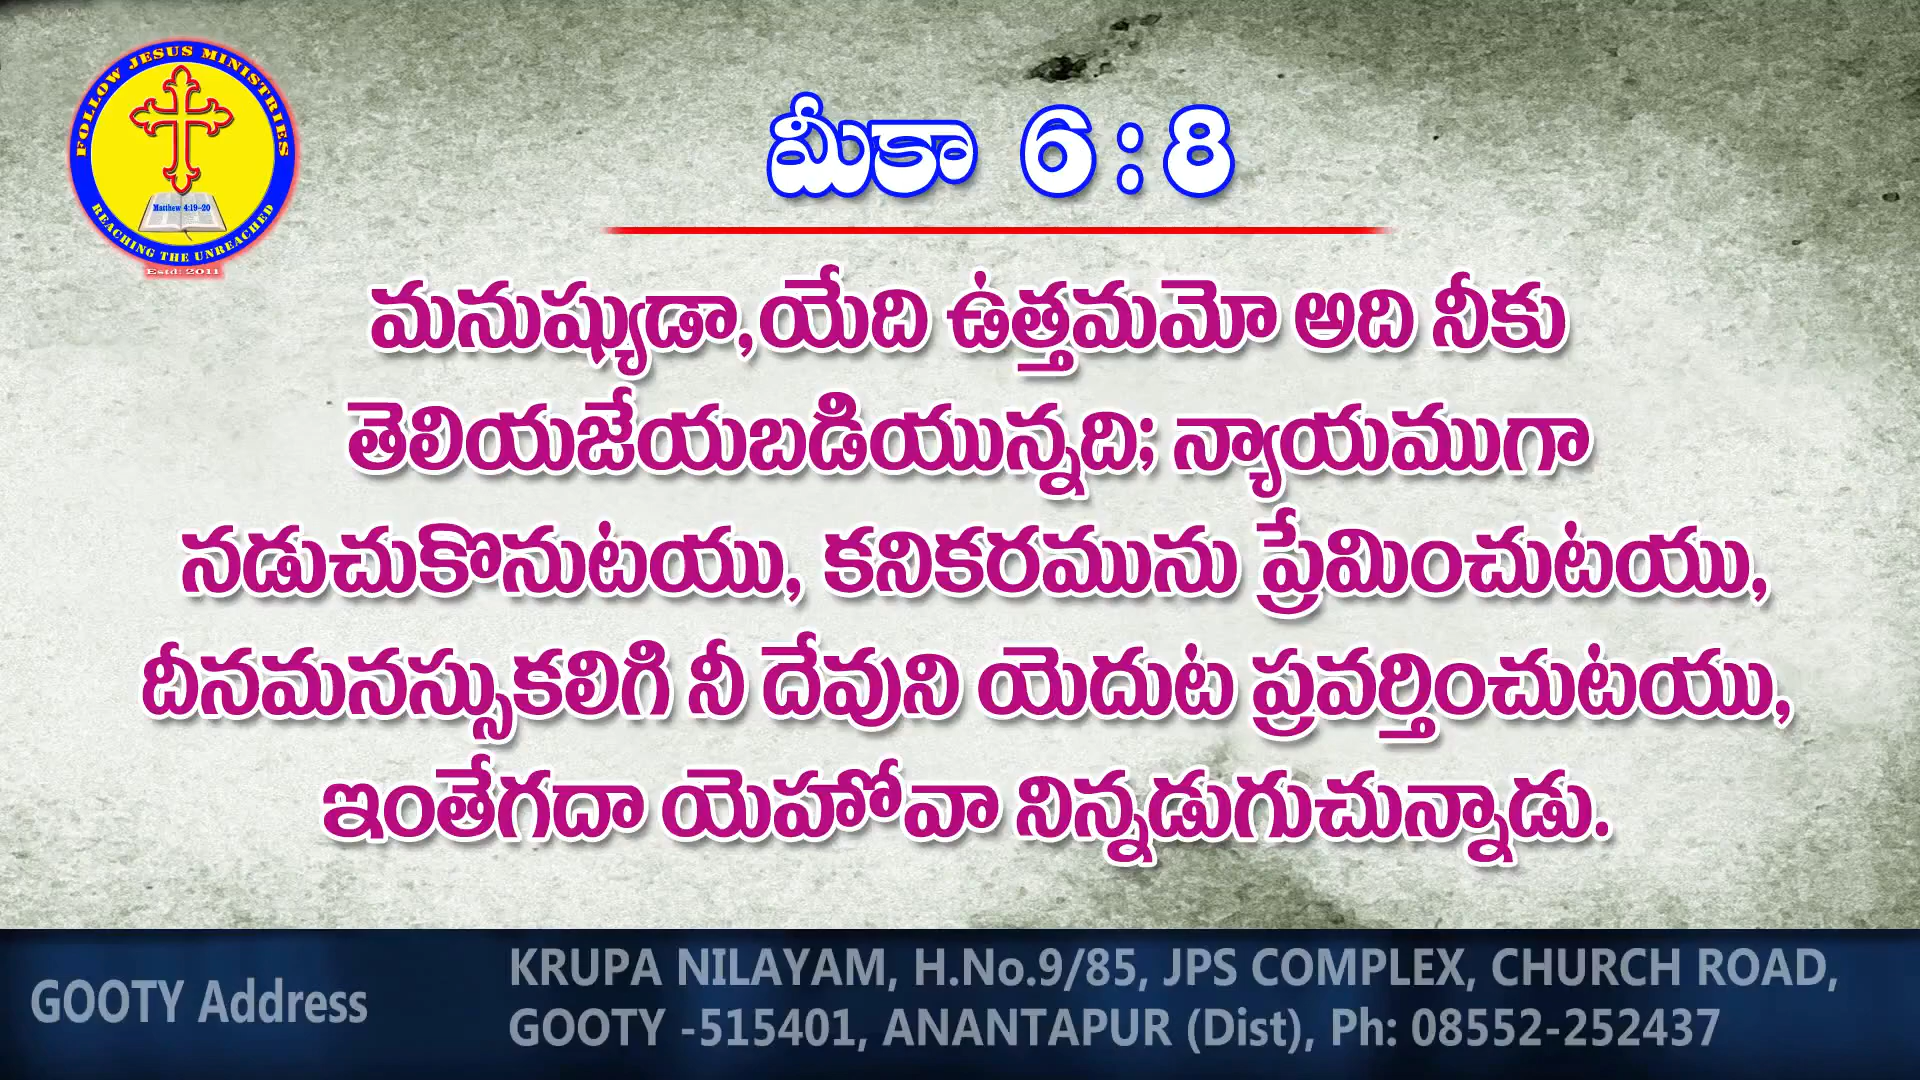 FOLLOW JESUS MINISTRIES
Matthew 4:19-20
REACHING THE UNREACHED
Estd: 2011
మీకా 6:8
మనుష్యుడా,యేది ఉత్తమమో అది నీకు
తెలియజేయబడియున్నది; న్యాయముగా
నడుచుకొనుటయు, కనికరమును ప్రేమించుటయు,
దీనమనస్సుకలిగి నీ దేవుని యెదుట ప్రవర్తించుటయు,
ఇంతేగదా యెహోవా నిన్నడుగుచున్నాడు.
GOOTY Address
KRUPA NILAYAM, H.No.9/85, JPS COMPLEX, CHURCH ROAD,
GOOTY -515401, ANANTAPUR (Dist), Ph: 08552-252437